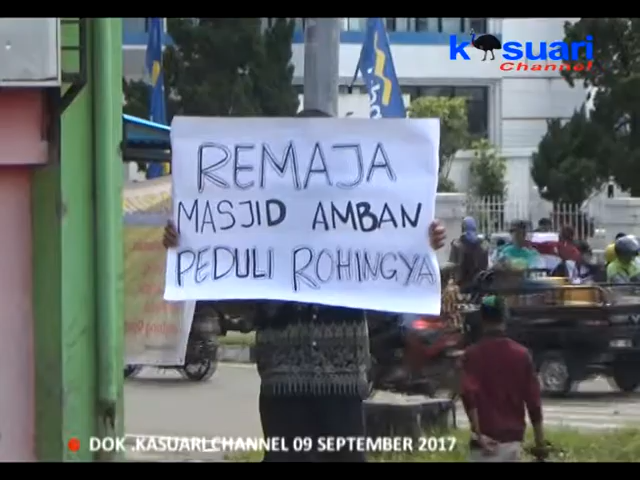 kasuari
Channel
REMAJA
MASJID AMBAN
PEDULI ROHINGYA
DOK .KASUARI CHANNEL 09 SEPTEMBER 2017